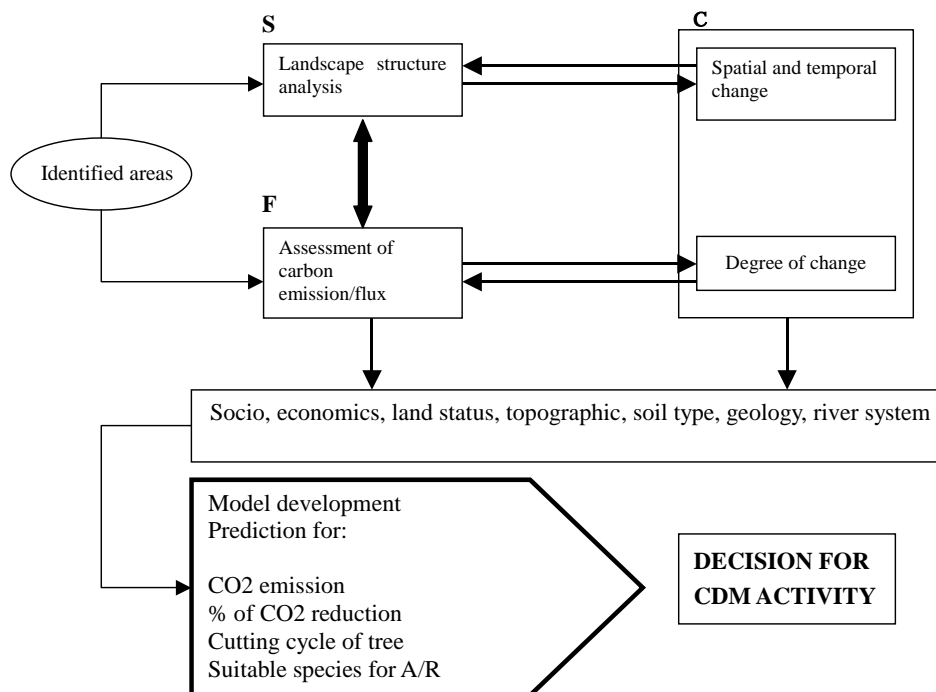 S
C
Landscape structure
analysis
Spatial and temporal
change
Identified areas
F
Assessment of
carbon
emission/flux
Degree of change
Socio, economics, land status, topographic, soil type, geology, river system
Model development
Prediction for:
CO2 emission
% of CO2 reduction
Cutting cycle of tree
Suitable species for A/R
DECISION FOR
CDM ACTIVITY